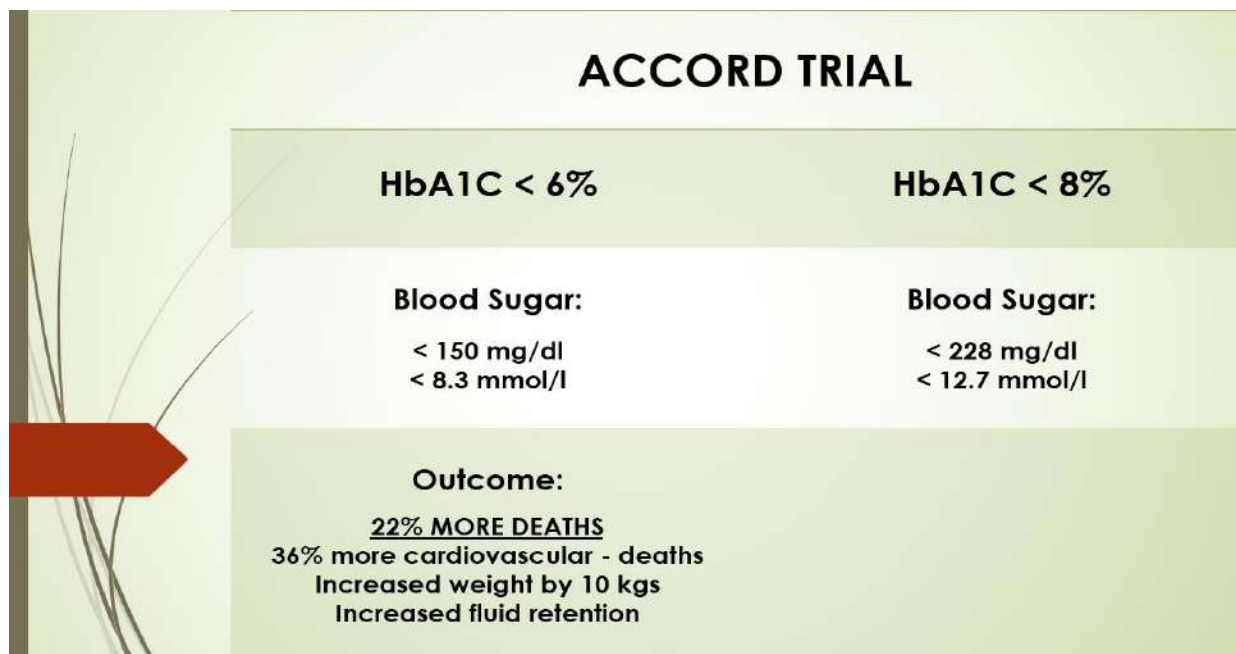 ACCORD TRIAL
HbA1C < 6%
HbA1C < 8%
Blood Sugar:
< 150 mg/dl
< 8.3 mmol/l
Blood Sugar:
< 228 mg/dl
< 12.7 mmol/l
Outcome:
22% MORE DEATHS
36% more cardiovascular - deaths
Increased weight by 10 kgs
Increased fluid retention